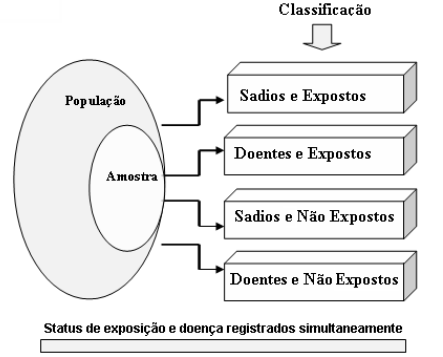 Classificação
População
Amostra
Sadios e Expostos
Doentes e Expostos
Sadios e Não Expostos
Doentes e Não Expostos
Status de exposição e doença registrados simultaneamente